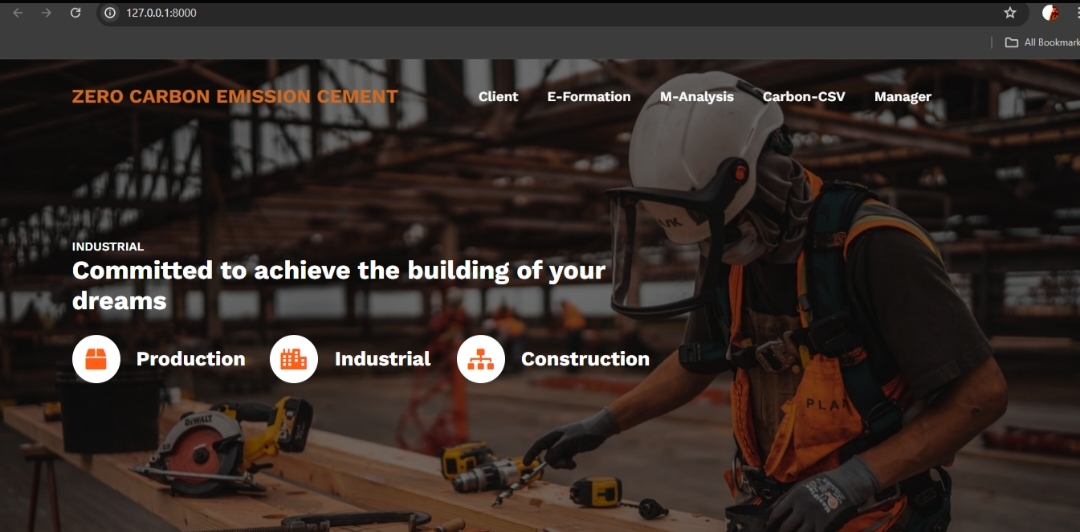 127.0.0.1:8000
All Bookmark
ZERO CARBON EMISSION CEMENT
Client E-Formation M-Analysis Carbon-CSV Manager
INDUSTRIAL
Committed to achieve the building of your
dreams
Production Industrial Construction
DEWALT
PLAN